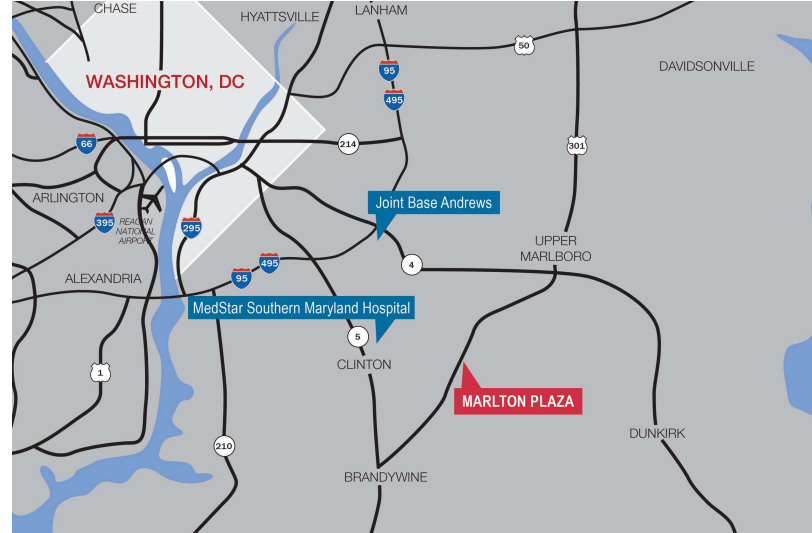 CHASE
LANHAM
HYATTSVILLE
50
DAVIDSONVILLE
95
WASHINGTON, DC
495
66
214
301
ARLINGTON
Joint Base Andrews
395
REAGAN
NATIONAL
AIRPORT
295
UPPER
MARLBORO
495
4
ALEXANDRIA
95
MedStar Southern Maryland Hospital
5
CLINTON
1
MARLTON PLAZA
DUNKIRK
210
BRANDYWINE